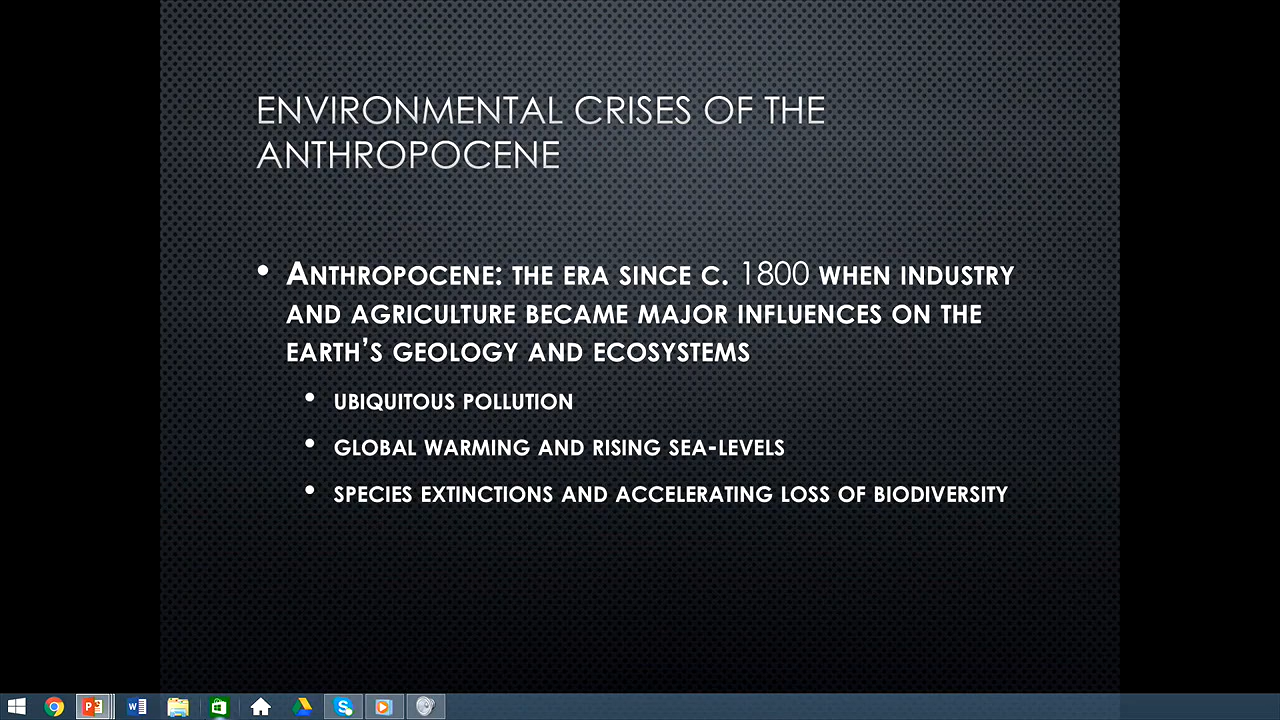 ENVIRONMENTAL CRISES OF THE
ANTHROPOCENE
• ANTHROPOCENE: THE ERA SINCE C. 1800 WHEN INDUSTRY
AND AGRICULTURE BECAME MAJOR INFLUENCES ON THE
EARTH'S GEOLOGY AND ECOSYSTEMS
• UBIQUITOUS POLLUTION
• GLOBAL WARMING AND RISING SEA-LEVELS
• SPECIES EXTINCTIONS AND ACCELERATING LOSS OF BIODIVERSITY